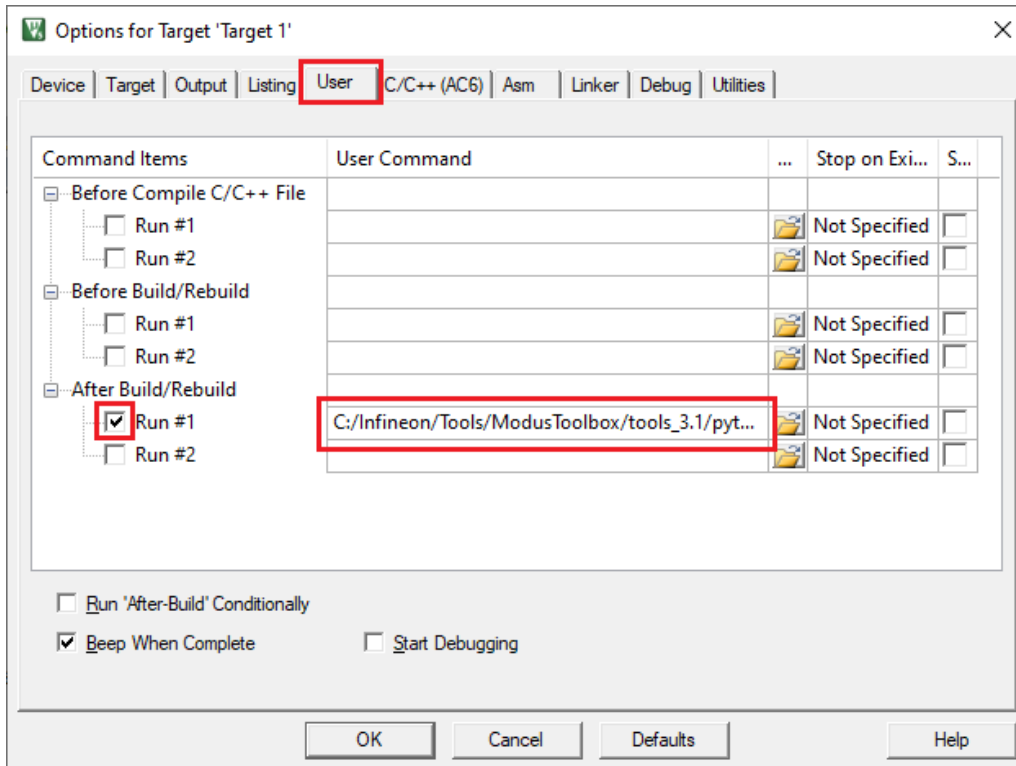 Options for Target 'Target 1'
Device Target Output Listing User C/C++ (AC6) Asm Linker Debug Utilities
Command Items User Command ... Stop on Exi... S...
Before Compile C/C++ File
Run #1 Not Specified
Run #2 Not Specified
Before Build/Rebuild
Run #1 Not Specified
Run #2 Not Specified
After Build/Rebuild
Run #1 C:/Infineon/Tools/ModusToolbox/tools_3.1/pyt... Not Specified
Run #2 Not Specified
Run 'After-Build' Conditionally
Beep When Complete Start Debugging
OK Cancel Defaults Help